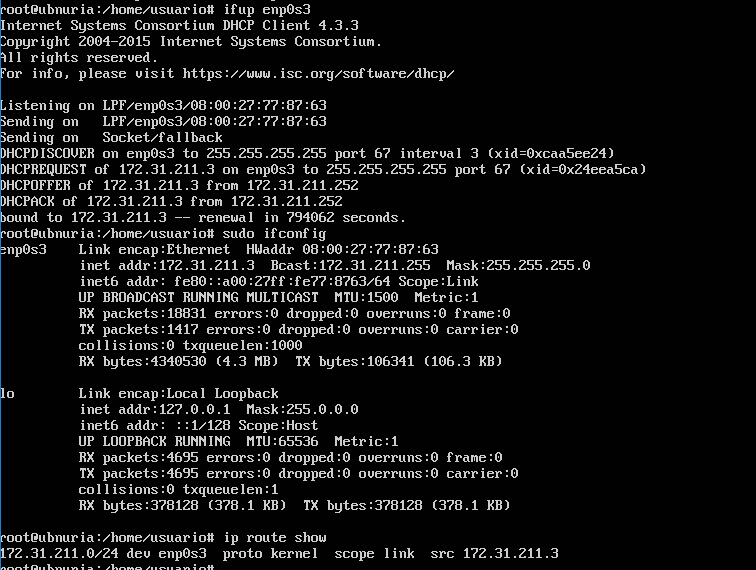 root@ubnuria:/home/usuario# ifup enp0s3
Internet Systems Consortium DHCP Client 4.3.3
Copyright 2004-2015 Internet Systems Consortium.
All rights reserved.
For info, please visit https://www.isc.org/software/dhcp/
Listening on LPF/enp0s3/08:00:27:77:87:63
Sending on   LPF/enp0s3/08:00:27:77:87:63
Sending on   Socket/fallback
DHCPDISCOVER on enp0s3 to 255.255.255.255 port 67 interval 3 (xid=0xcaa5ee24)
DHCPREQUEST of 172.31.211.3 on enp0s3 to 255.255.255.255 port 67 (xid=0x24eea5ca)
DHCPOFFER of 172.31.211.3 from 172.31.211.252
DHCPACK of 172.31.211.3 from 172.31.211.252
bound to 172.31.211.3 -- renewal in 794062 seconds.
root@ubnuria:/home/usuario# sudo ifconfig
enp0s3    Link encap:Ethernet  HWaddr 08:00:27:77:87:63
          inet addr:172.31.211.3  Bcast:172.31.211.255  Mask:255.255.255.0
          inet6 addr: fe80::a00:27ff:fe77:8763/64 Scope:Link
          UP BROADCAST RUNNING MULTICAST  MTU:1500  Metric:1
          RX packets:18831 errors:0 dropped:0 overruns:0 frame:0
          TX packets:1417 errors:0 dropped:0 overruns:0 carrier:0
          collisions:0 txqueuelen:1000
          RX bytes:4340530 (4.3 MB)  TX bytes:106341 (106.3 KB)
lo        Link encap:Local Loopback
          inet addr:127.0.0.1  Mask:255.0.0.0
          inet6 addr: ::1/128 Scope:Host
          UP LOOPBACK RUNNING  MTU:65536  Metric:1
          RX packets:4695 errors:0 dropped:0 overruns:0 frame:0
          TX packets:4695 errors:0 dropped:0 overruns:0 carrier:0
          collisions:0 txqueuelen:1
          RX bytes:378128 (378.1 KB)  TX bytes:378128 (378.1 KB)
root@ubnuria:/home/usuario# ip route show
172.31.211.0/24 dev enp0s3  proto kernel  scope link  src 172.31.211.3
root@ubnuria:/home/usuario#